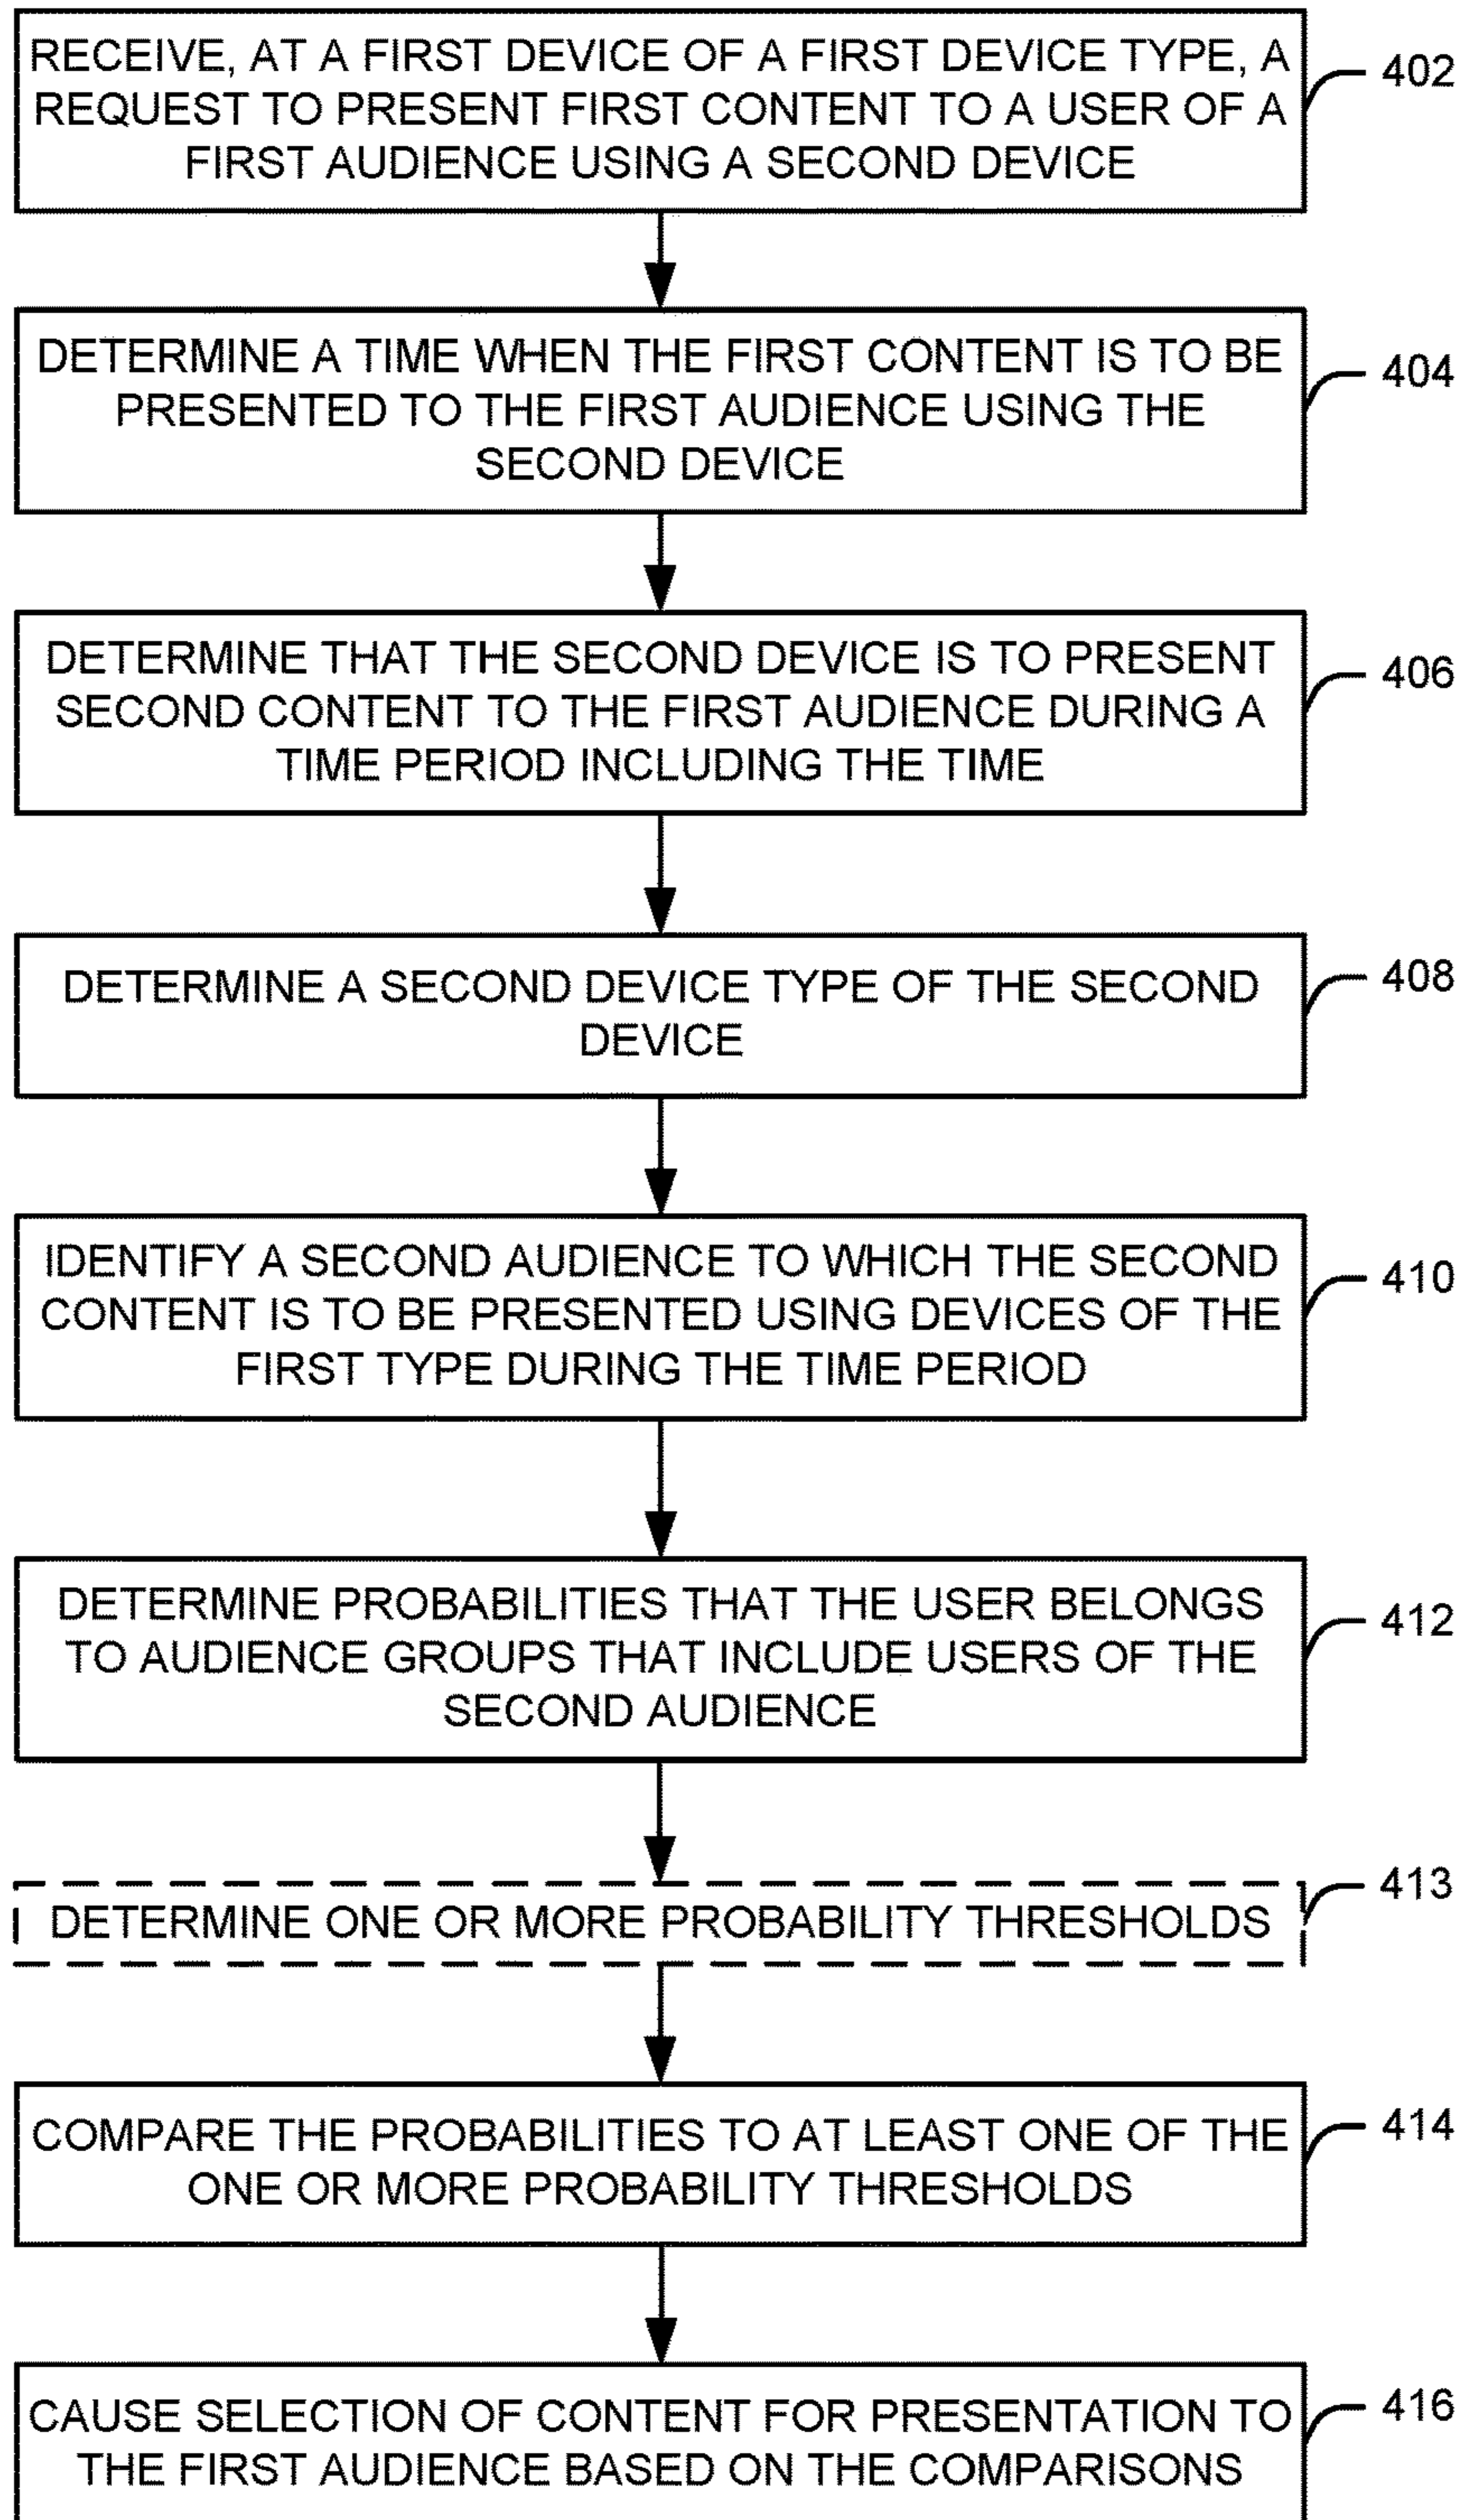 RECEIVE, AT A FIRST DEVICE OF A FIRST DEVICE TYPE, A
REQUEST TO PRESENT FIRST CONTENT TO A USER OF A
FIRST AUDIENCE USING A SECOND DEVICE
402
DETERMINE A TIME WHEN THE FIRST CONTENT IS TO BE
PRESENTED TO THE FIRST AUDIENCE USING THE
SECOND DEVICE
404
DETERMINE THAT THE SECOND DEVICE IS TO PRESENT
SECOND CONTENT TO THE FIRST AUDIENCE DURING A
TIME PERIOD INCLUDING THE TIME
406
DETERMINE A SECOND DEVICE TYPE OF THE SECOND
DEVICE
408
IDENTIFY A SECOND AUDIENCE TO WHICH THE SECOND
CONTENT IS TO BE PRESENTED USING DEVICES OF THE
FIRST TYPE DURING THE TIME PERIOD
410
DETERMINE PROBABILITIES THAT THE USER BELONGS
TO AUDIENCE GROUPS THAT INCLUDE USERS OF THE
SECOND AUDIENCE
412
DETERMINE ONE OR MORE PROBABILITY THRESHOLDS
413
COMPARE THE PROBABILITIES TO AT LEAST ONE OF THE
ONE OR MORE PROBABILITY THRESHOLDS
414
CAUSE SELECTION OF CONTENT FOR PRESENTATION TO
THE FIRST AUDIENCE BASED ON THE COMPARISONS
416